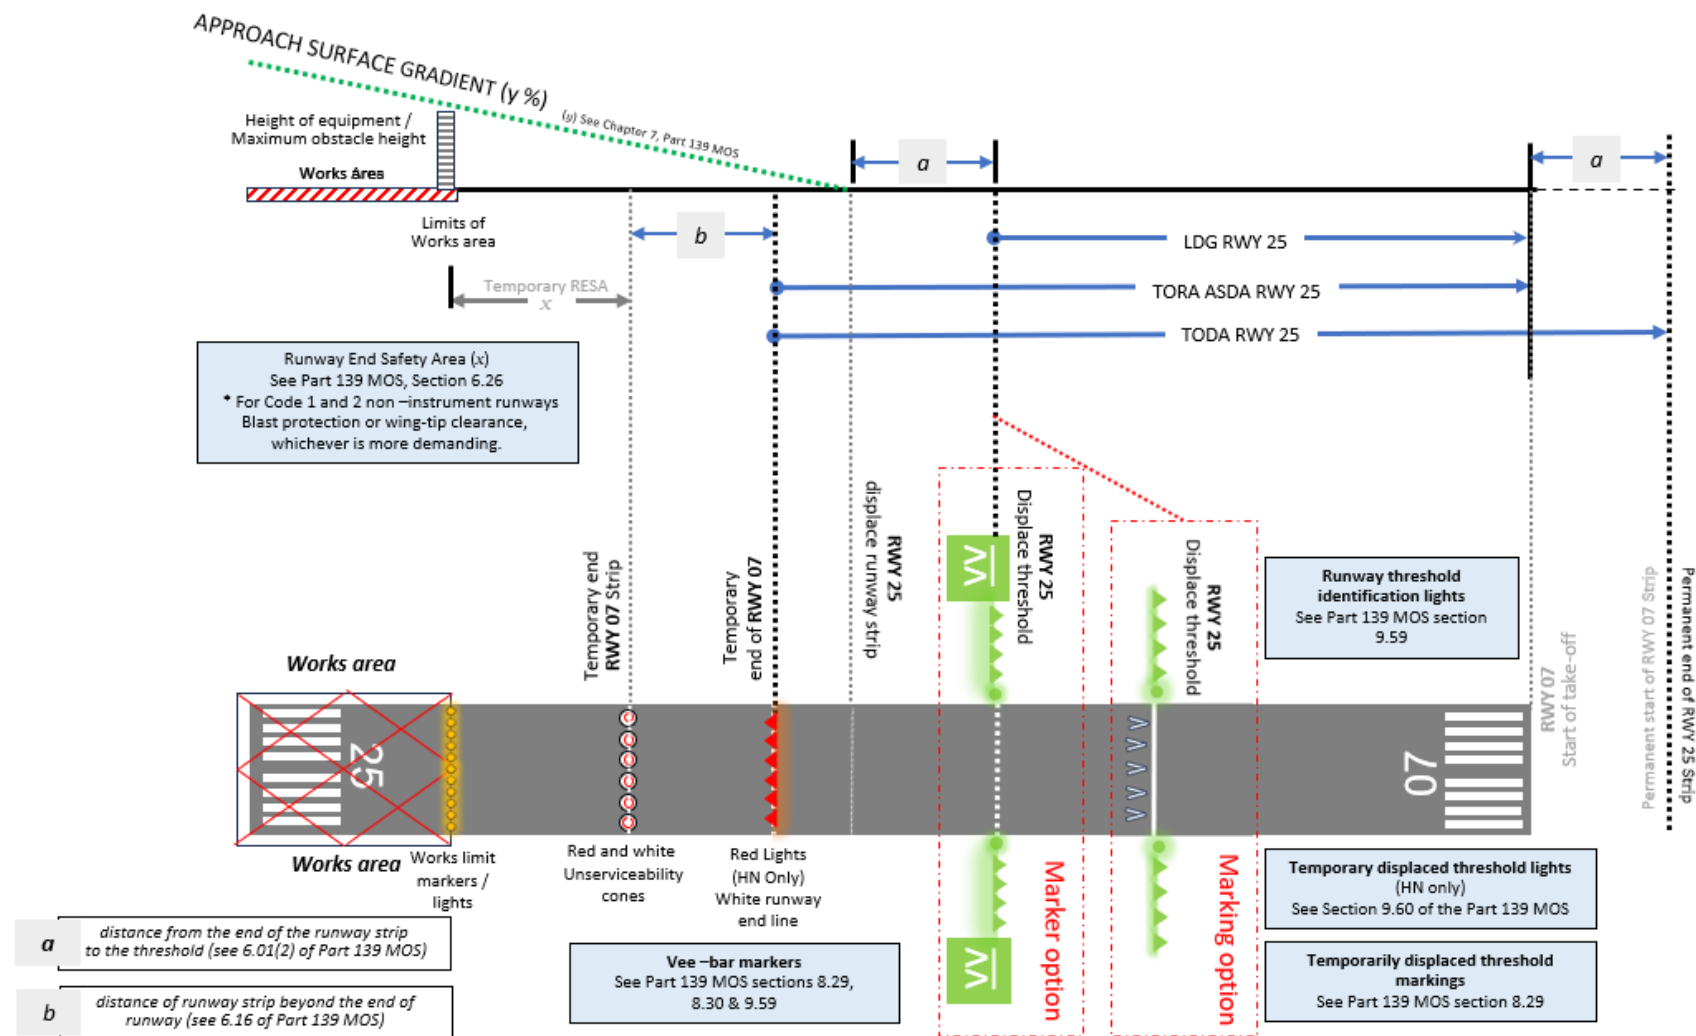 APPROACH SURFACE GRADIENT (y %)
(y) See Chapter 7, Part 139 MOS
Height of equipment /
Maximum obstacle height
Works Area
Limits of
Works area
Temporary RESA
x
a
a
b
LDG RWY 25
TORA ASDA RWY 25
TODA RWY 25
Runway End Safety Area (x)
See Part 139 MOS, Section 6.26
* For Code 1 and 2 non –instrument runways
Blast protection or wing-tip clearance,
whichever is more demanding.
Temporary end
RWY 07 Strip
Temporary
end of RWY 07
RWY 25
displace runway strip
RWY 25
Displace threshold
RWY 25
Displace threshold
Runway threshold
identification lights
See Part 139 MOS section
9.59
RWY 07
Start of take-off
Permanent start of RWY 07 Strip
Permanent end of RWY 25 Strip
Works area
25
C
C
C
C
C
C
07
Works area
Works limit
markers /
lights
Red and white
Unserviceability
cones
Red Lights
(HN Only)
White runway
end line
Marker option
Marking option
Temporary displaced threshold lights
(HN only)
See Section 9.60 of the Part 139 MOS
Temporarily displaced threshold
markings
See Part 139 MOS section 8.29
Vee –bar markers
See Part 139 MOS sections 8.29,
8.30 & 9.59
a
distance from the end of the runway strip
to the threshold (see 6.01(2) of Part 139 MOS)
b
distance of runway strip beyond the end of
runway (see 6.16 of Part 139 MOS)